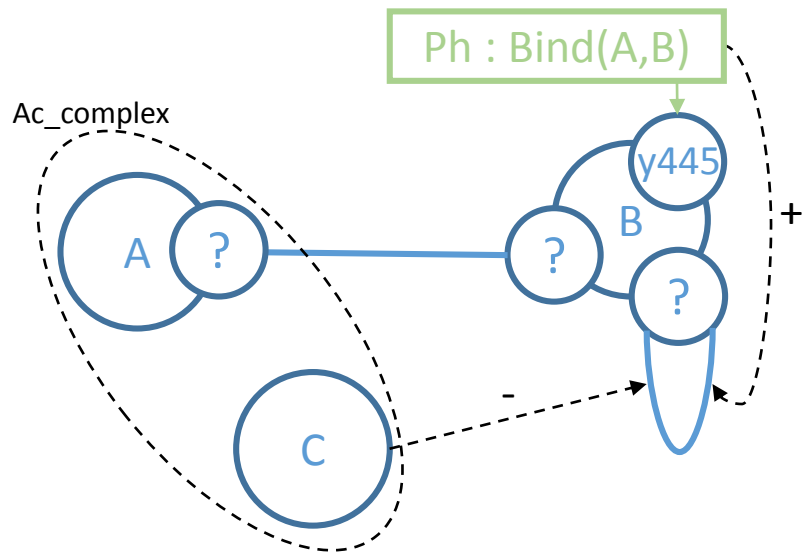 Ph : Bind(A,B)
Ac_complex
+
y445
A
?
?
B
?
-
C